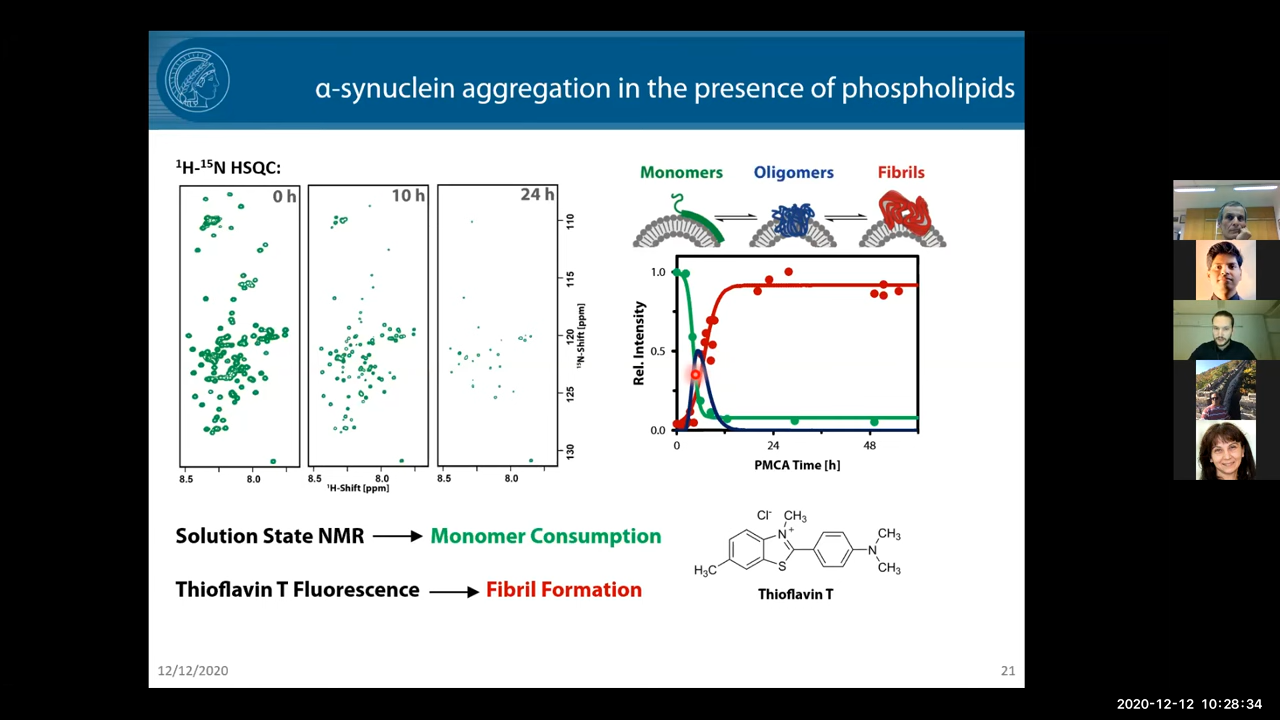 α-synuclein aggregation in the presence of phospholipids
¹H-¹⁵N HSQC:
0 h
10 h
24 h
110
115
120
125
130
¹⁵N-Shift [ppm]
8.5 8.0
8.5 8.0
8.5 8.0
¹H-Shift [ppm]
Monomers Oligomers Fibrils
1.0
0.5
0.0
Rel. Intensity
0 24 48
PMCA Time [h]
Solution State NMR Monomer Consumption
Thioflavin T Fluorescence Fibril Formation
Cl⁻ CH₃
N⁺
S
H₃C
N
CH₃
CH₃
Thioflavin T
12/12/2020
21
2020-12-12 10:28:34